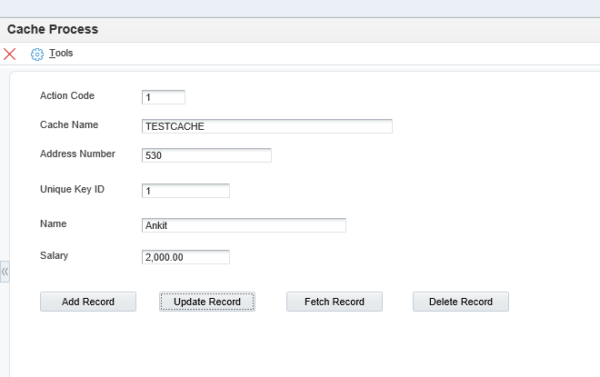 Cache Process
Tools
Action Code 1
Cache Name TESTCACHE
Address Number 530
Unique Key ID 1
Name Ankit
Salary 2,000.00
Add Record Update Record Fetch Record Delete Record